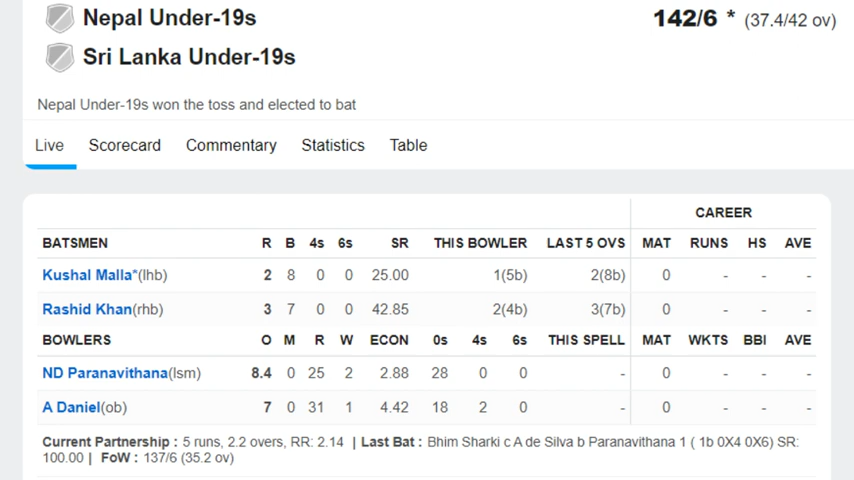 Nepal Under-19s 142/6 * (37.4/42 ov)
Sri Lanka Under-19s
Nepal Under-19s won the toss and elected to bat
Live Scorecard Commentary Statistics Table
CAREER
BATSMEN R B 4s 6s SR THIS BOWLER LAST 5 OVS MAT RUNS HS AVE
Kushal Malla*(lhb) 2 8 0 0 25.00 1(5b) 2(8b) 0 - - -
Rashid Khan(rhb) 3 7 0 0 42.85 2(4b) 3(7b) 0 - - -
BOWLERS O M R W ECON 0s 4s 6s THIS SPELL MAT WKTS BBI AVE
ND Paranavithana(lsm) 8.4 0 25 2 2.88 28 0 0 - 0 - - -
A Daniel(ob) 7 0 31 1 4.42 18 2 0 - 0 - - -
Current Partnership : 5 runs, 2.2 overs, RR: 2.14 | Last Bat : Bhim Sharki c A de Silva b Paranavithana 1 ( 1b 0X4 0X6) SR:
100.00 | FoW : 137/6 (35.2 ov)